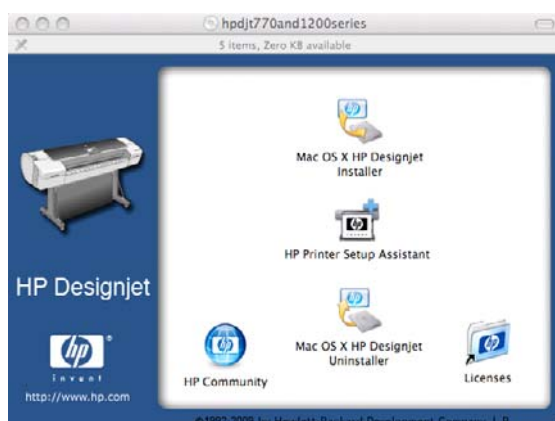 hpdjt770and1200series
5 items, Zero KB available
Mac OS X HP Designjet
Installer
HP Printer Setup Assistant
HP Designjet
Mac OS X HP Designjet
Uninstaller
HP Community
Licenses
hp
invent
http://www.hp.com